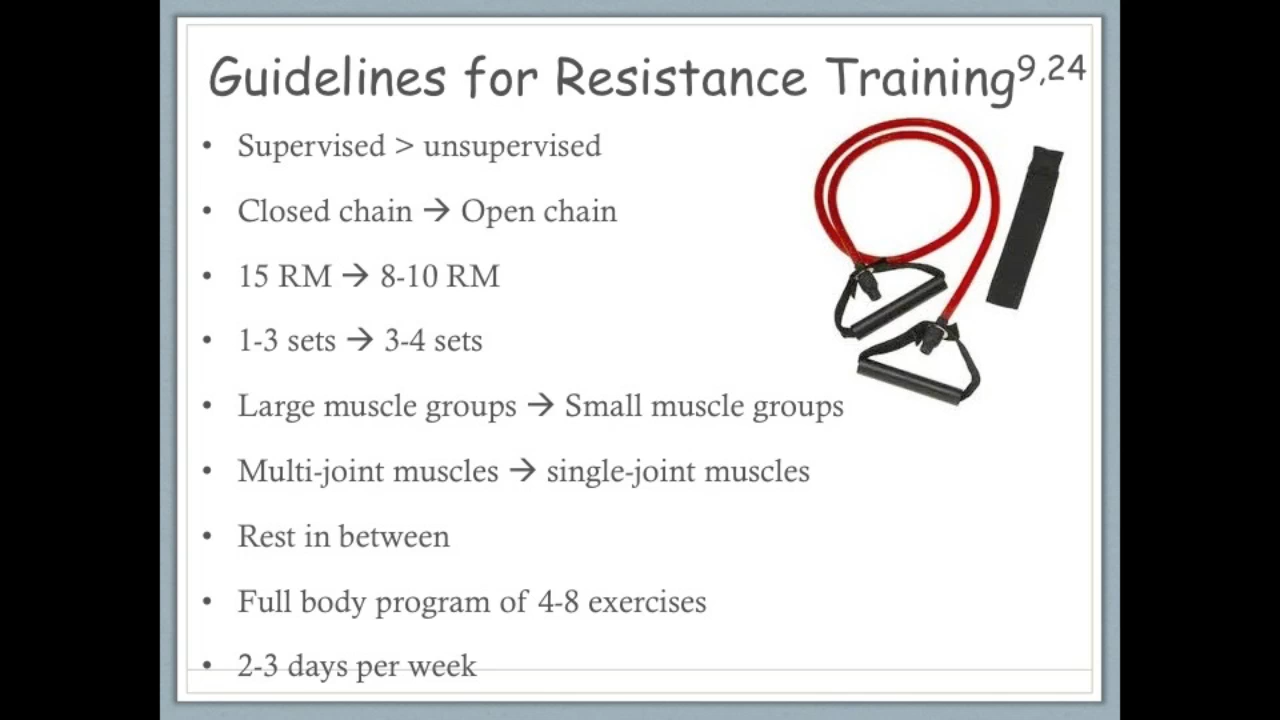 Guidelines for Resistance Training9,24
• Supervised > unsupervised
• Closed chain → Open chain
• 15 RM → 8-10 RM
• 1-3 sets → 3-4 sets
• Large muscle groups → Small muscle groups
• Multi-joint muscles → single-joint muscles
• Rest in between
• Full body program of 4-8 exercises
• 2-3 days per week